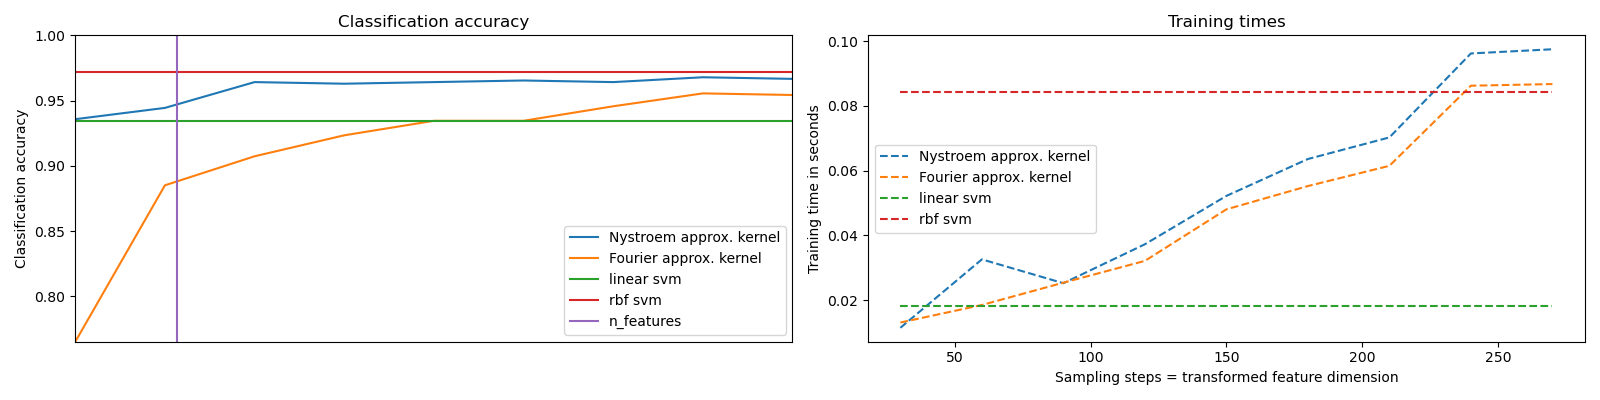 Classification accuracy
1.00
0.95
0.90
0.85
0.80
Classification accuracy
Nystroem approx. kernel
Fourier approx. kernel
linear svm
rbf svm
n_features
Training times
0.10
0.08
0.06
0.04
0.02
Training time in seconds
Nystroem approx. kernel
Fourier approx. kernel
linear svm
rbf svm
50
100
150
200
250
Sampling steps = transformed feature dimension